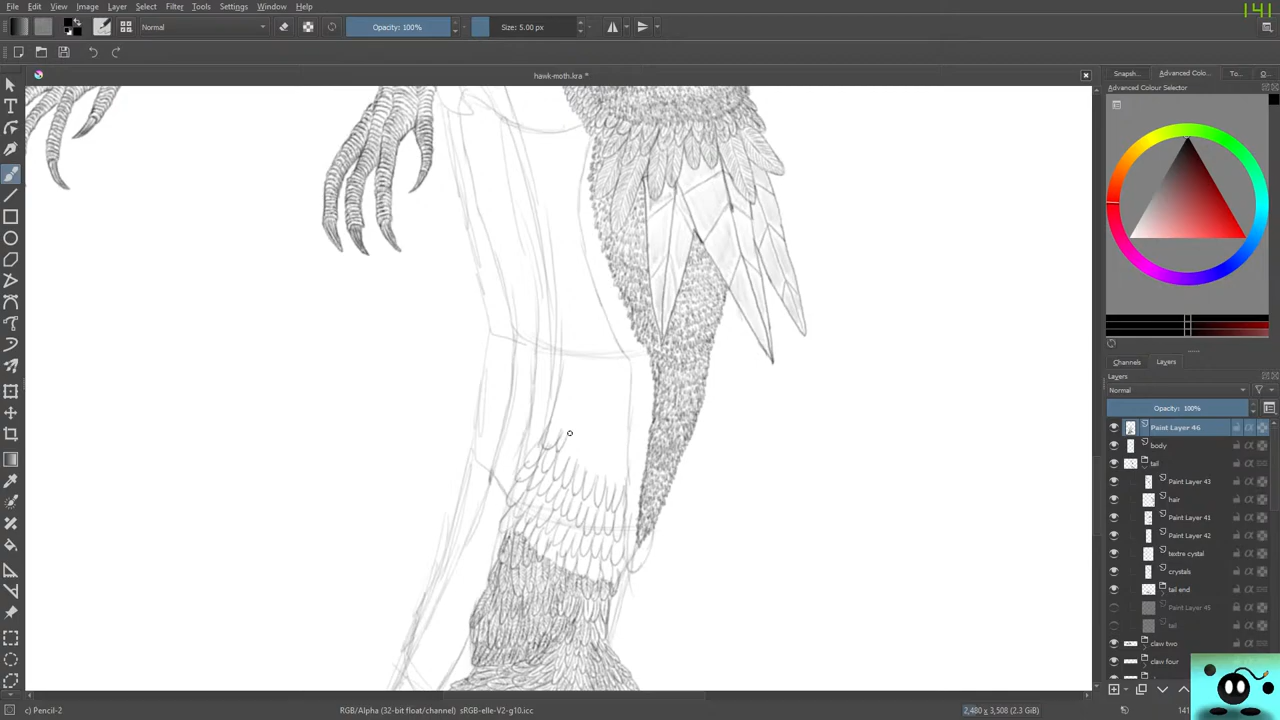 File Edit View Image Layer Select Filter Tools Settings Window Help
141
Normal Opacity: 100% Size: 5.00 px
hawk-moth.kra *
Snapsh... Advanced Colo... To... O...
Advanced Colour Selector
Channels Layers
Layers
Normal
Opacity: 100%
Paint Layer 46
body
tail
Paint Layer 43
hair
Paint Layer 41
Paint Layer 42
textre cystal
crystals
tail end
Paint Layer 45
tail
claw two
claw four
c) Pencil-2 RGB/Alpha (32-bit float/channel) sRGB-elle-V2-g10.icc 2,480 x 3,508 (2.3 GiB) 141